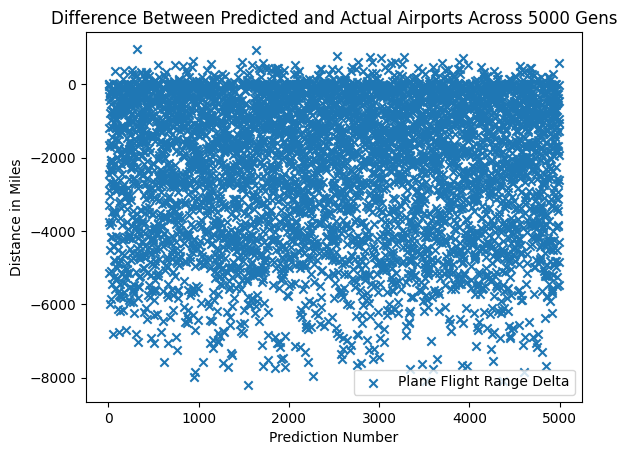 Difference Between Predicted and Actual Airports Across 5000 Gens
Distance in Miles
0
−2000
−4000
−6000
−8000
Plane Flight Range Delta
0 1000 2000 3000 4000 5000
Prediction Number